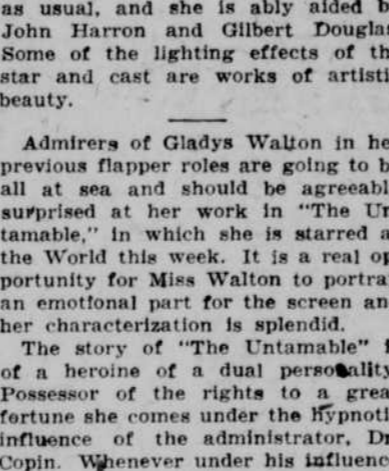 as usual, and she is ably aided b
John Harron and Gilbert Douglas
Some of the lighting effects of th
star and cast are works of artisti
beauty.
Admirers of Gladys Walton in he
previous flapper roles are going to b
all at sea and should be agreeabl
surprised at her work in "The Un
tamable," in which she is starred a
the World this week. It is a real op
portunity for Miss Walton to portra
an emotional part for the screen an
her characterization is splendid.
The story of "The Untamable" i
of a heroine of a dual personality
Possessor of the rights to a grea
fortune she comes under the hypnoti
influence of the administrator, Dr
Copin. Whenever under his influenc